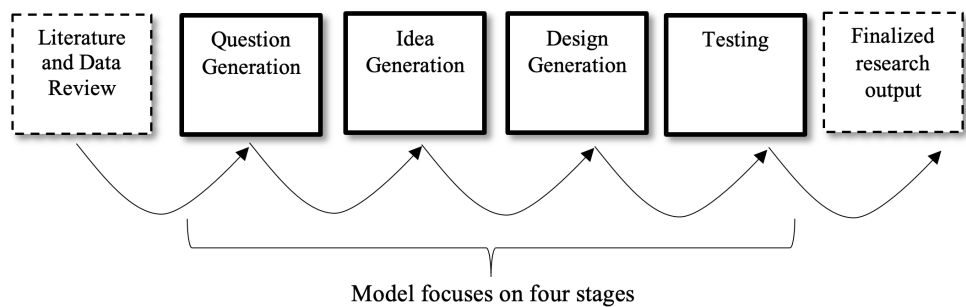 Literature
and Data
Review
Question
Generation
Idea
Generation
Design
Generation
Testing
Finalized
research
output
Model focuses on four stages